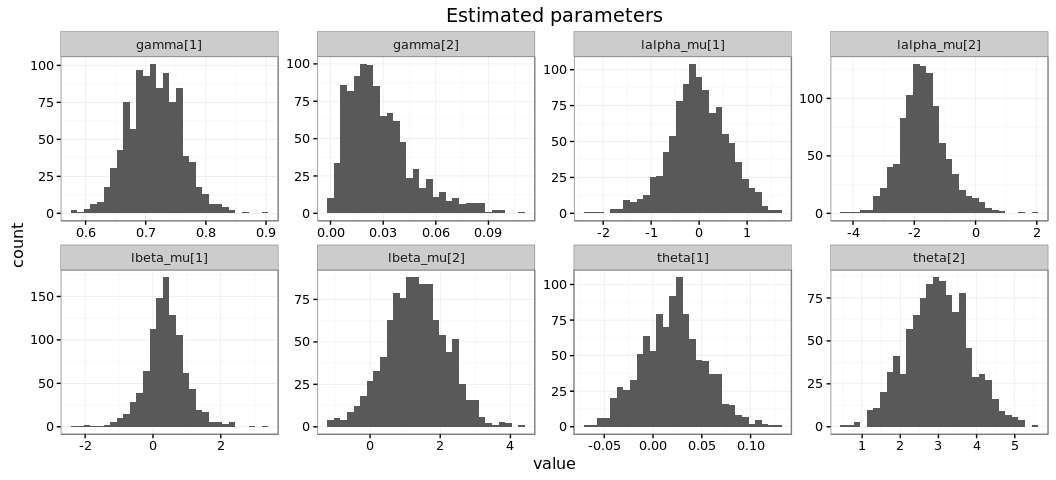 Estimated parameters
gamma[1]
gamma[2]
lalpha_mu[1]
lalpha_mu[2]
100
75
50
25
0
0.6 0.7 0.8 0.9
100
75
50
25
0
0.00 0.03 0.06 0.09
100
75
50
25
0
-2 -1 0 1
100
50
0
-4 -2 0 2
count
lbeta_mu[1]
lbeta_mu[2]
theta[1]
theta[2]
150
100
50
0
-2 0 2
75
50
25
0
0 2 4
100
75
50
25
0
-0.05 0.00 0.05 0.10
75
50
25
0
1 2 3 4 5
value